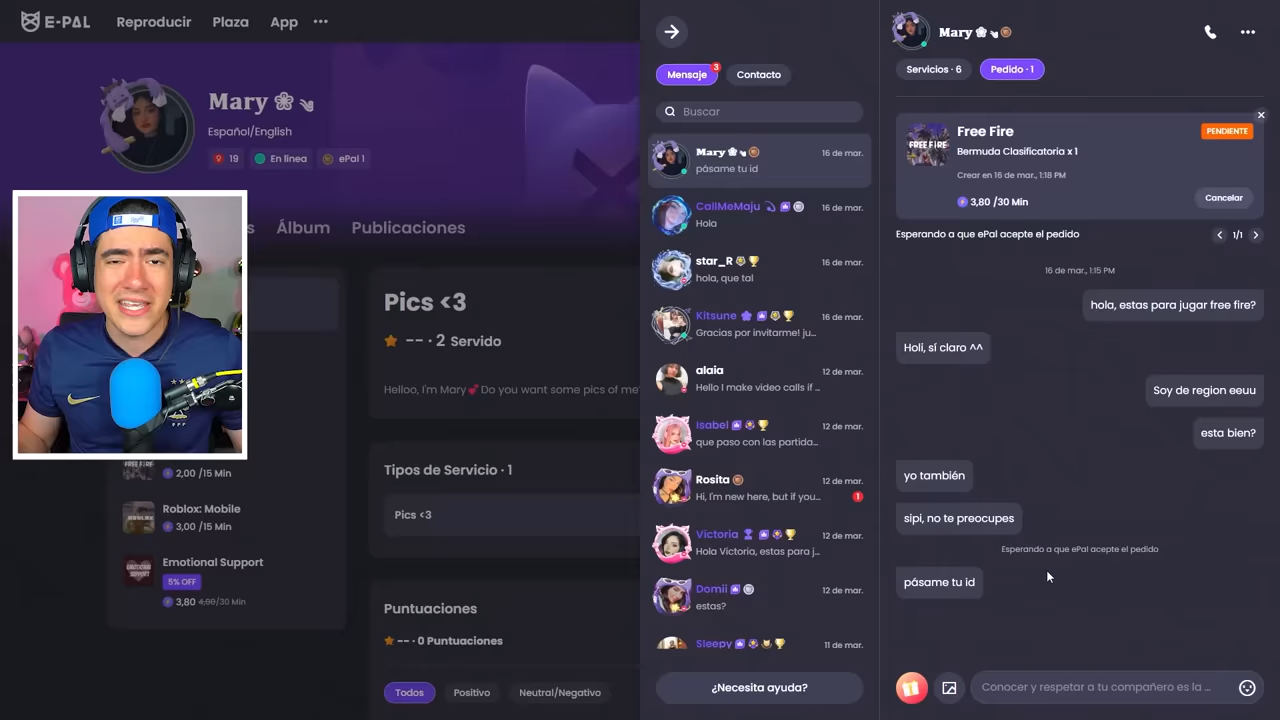 E-PAL
Reproducir
Plaza
App
Mary
Español/English
19
En línea
ePal 1
s
Álbum
Publicaciones
Pics <3
-- · 2 Servido
Helloo, I'm Mary💕Do you want some pics of me?
Tipos de Servicio · 1
Pics <3
Puntuaciones
-- · 0 Puntuaciones
Todos
Positivo
Neutral/Negativo
FREE FIRE
2,00 /15 Min
ROBLOX
Roblox: Mobile
3,00 /15 Min
EMOTIONAL SUPPORT
Emotional Support
5% OFF
3,80 4,00/30 Min
FFF
Mensaje
3
Contacto
Buscar
Mary
16 de mar.
pásame tu id
CallMeMaju
16 de mar.
Hola
star_R
16 de mar.
hola, que tal
Kitsune
16 de mar.
Gracias por invitarme! ju...
alaia
12 de mar.
Hello I make video calls if ...
Isabel
12 de mar.
que paso con las partida...
Rosita
12 de mar.
Hi, I'm new here, but if you...
1
Victoria
12 de mar.
Hola Victoria, estas para j...
Domii
12 de mar.
estas?
Sleepy
11 de mar.
¿Necesita ayuda?
Mary
Servicios · 6
Pedido · 1
FREE FIRE
Free Fire
PENDIENTE
Bermuda Clasificatoria x 1
Crear en 16 de mar., 1:18 PM
3,80 /30 Min
Cancelar
Esperando a que ePal acepte el pedido
1/1
16 de mar., 1:15 PM
hola, estas para jugar free fire?
Holi, sí claro ^^
Soy de region eeuu
esta bien?
yo también
sipi, no te preocupes
Esperando a que ePal acepte el pedido
pásame tu id
Conocer y respetar a tu compañero es la ...